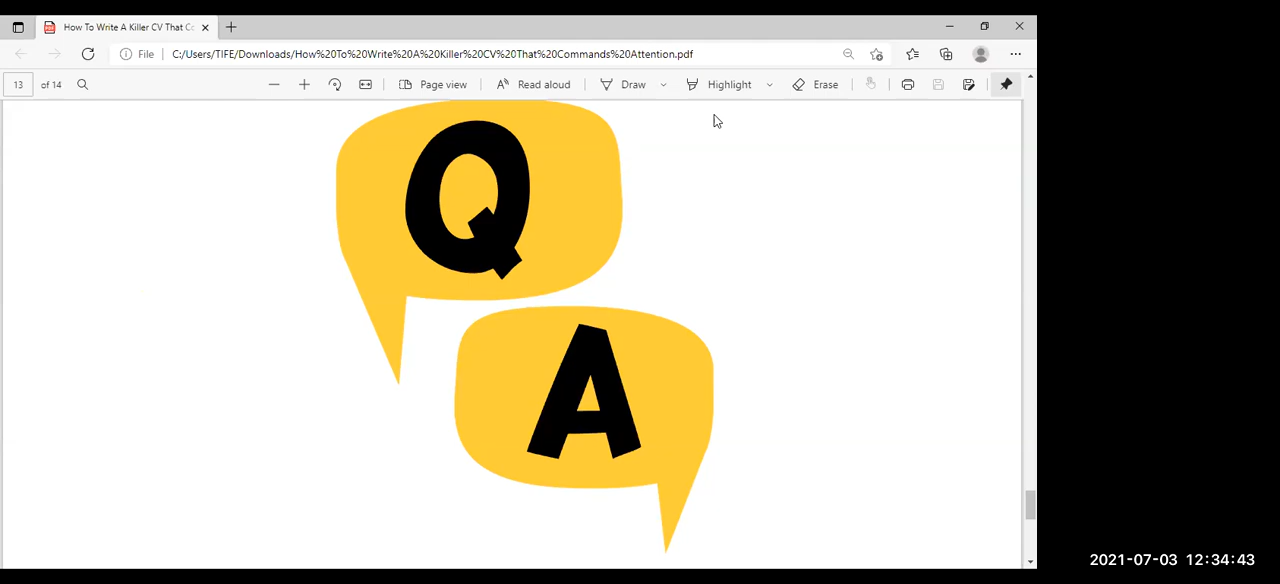 How To Write A Killer CV That Co
File
C:/Users/TIFE/Downloads/How%20To%20Write%20A%20Killer%20CV%20That%20Commands%20Attention.pdf
13 of 14
Page view
Read aloud
Draw
Highlight
Erase
Q
A
2021-07-03 12:34:43